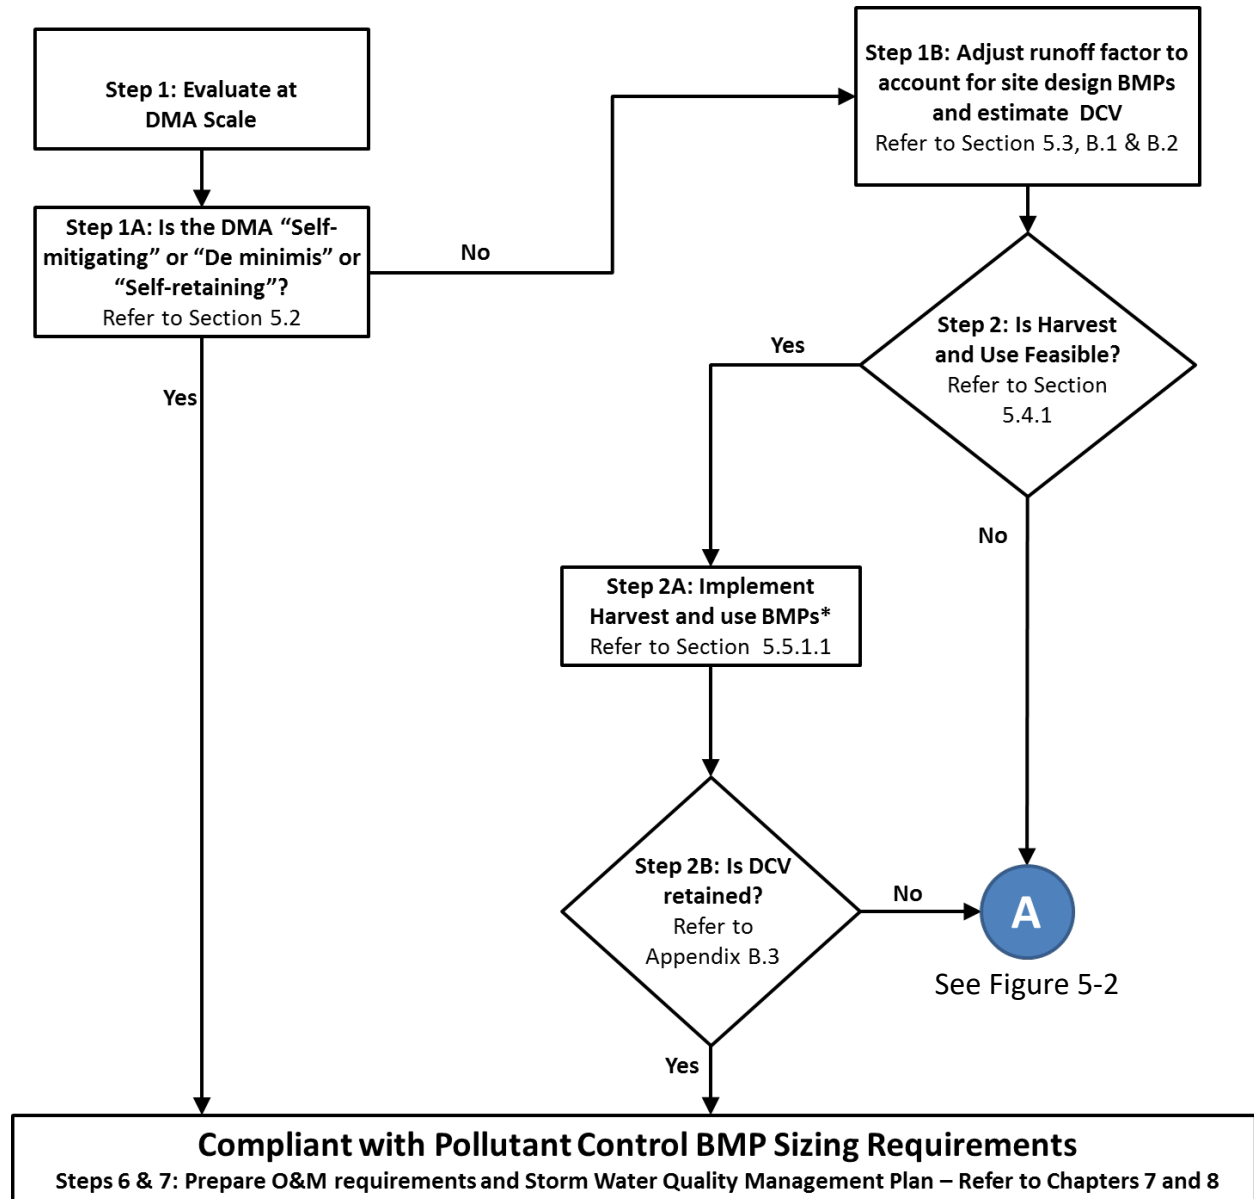 Step 1: Evaluate at
DMA Scale
Step 1A: Is the DMA “Self-
mitigating” or “De minimis” or
“Self-retaining”?
Refer to Section 5.2
No
Yes
Step 1B: Adjust runoff factor to
account for site design BMPs
and estimate DCV
Refer to Section 5.3, B.1 & B.2
Step 2: Is Harvest
and Use Feasible?
Refer to Section
5.4.1
Yes
No
Step 2A: Implement
Harvest and use BMPs*
Refer to Section 5.5.1.1
Step 2B: Is DCV
retained?
Refer to
Appendix B.3
No
A
See Figure 5-2
Yes
Compliant with Pollutant Control BMP Sizing Requirements
Steps 6 & 7: Prepare O&M requirements and Storm Water Quality Management Plan – Refer to Chapters 7 and 8